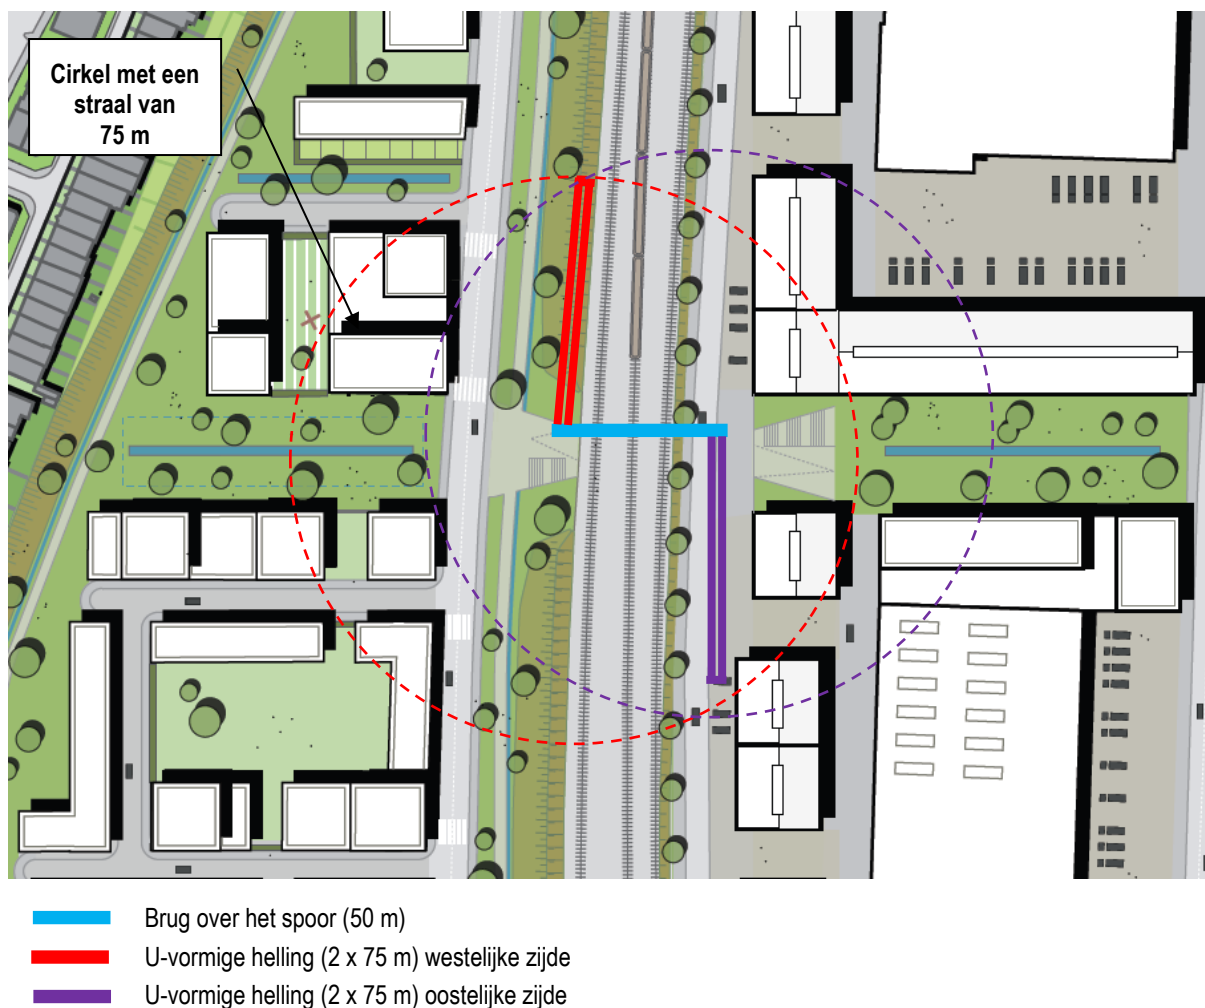 Cirkel met een
straal van
75 m
Brug over het spoor (50 m)
U-vormige helling (2 x 75 m) westelijke zijde
U-vormige helling (2 x 75 m) oostelijke zijde